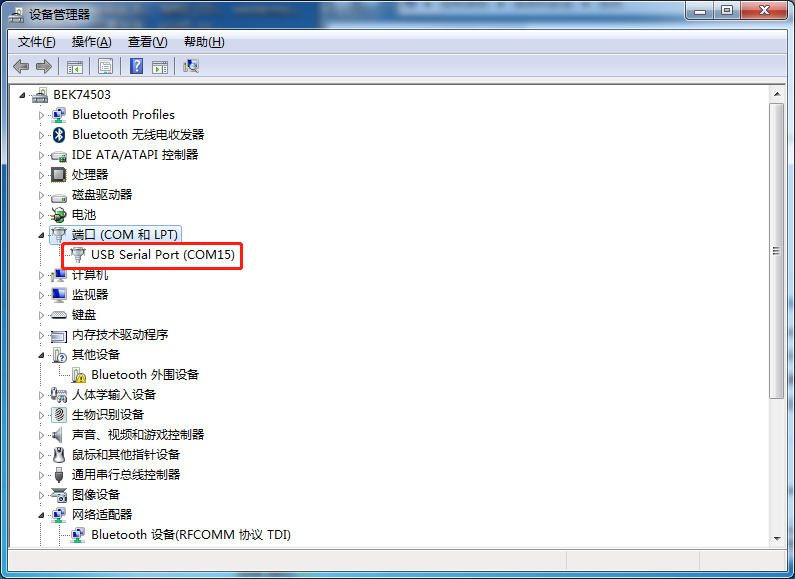 设备管理器
文件(F) 操作(A) 查看(V) 帮助(H)
BEK74503
Bluetooth Profiles
Bluetooth 无线电收发器
IDE ATA/ATAPI 控制器
处理器
磁盘驱动器
电池
端口 (COM 和 LPT)
USB Serial Port (COM15)
计算机
监视器
键盘
内存技术驱动程序
其他设备
Bluetooth 外围设备
人体学输入设备
生物识别设备
声音、视频和游戏控制器
鼠标和其他指针设备
通用串行总线控制器
图像设备
网络适配器
Bluetooth 设备(RFCOMM 协议 TDI)